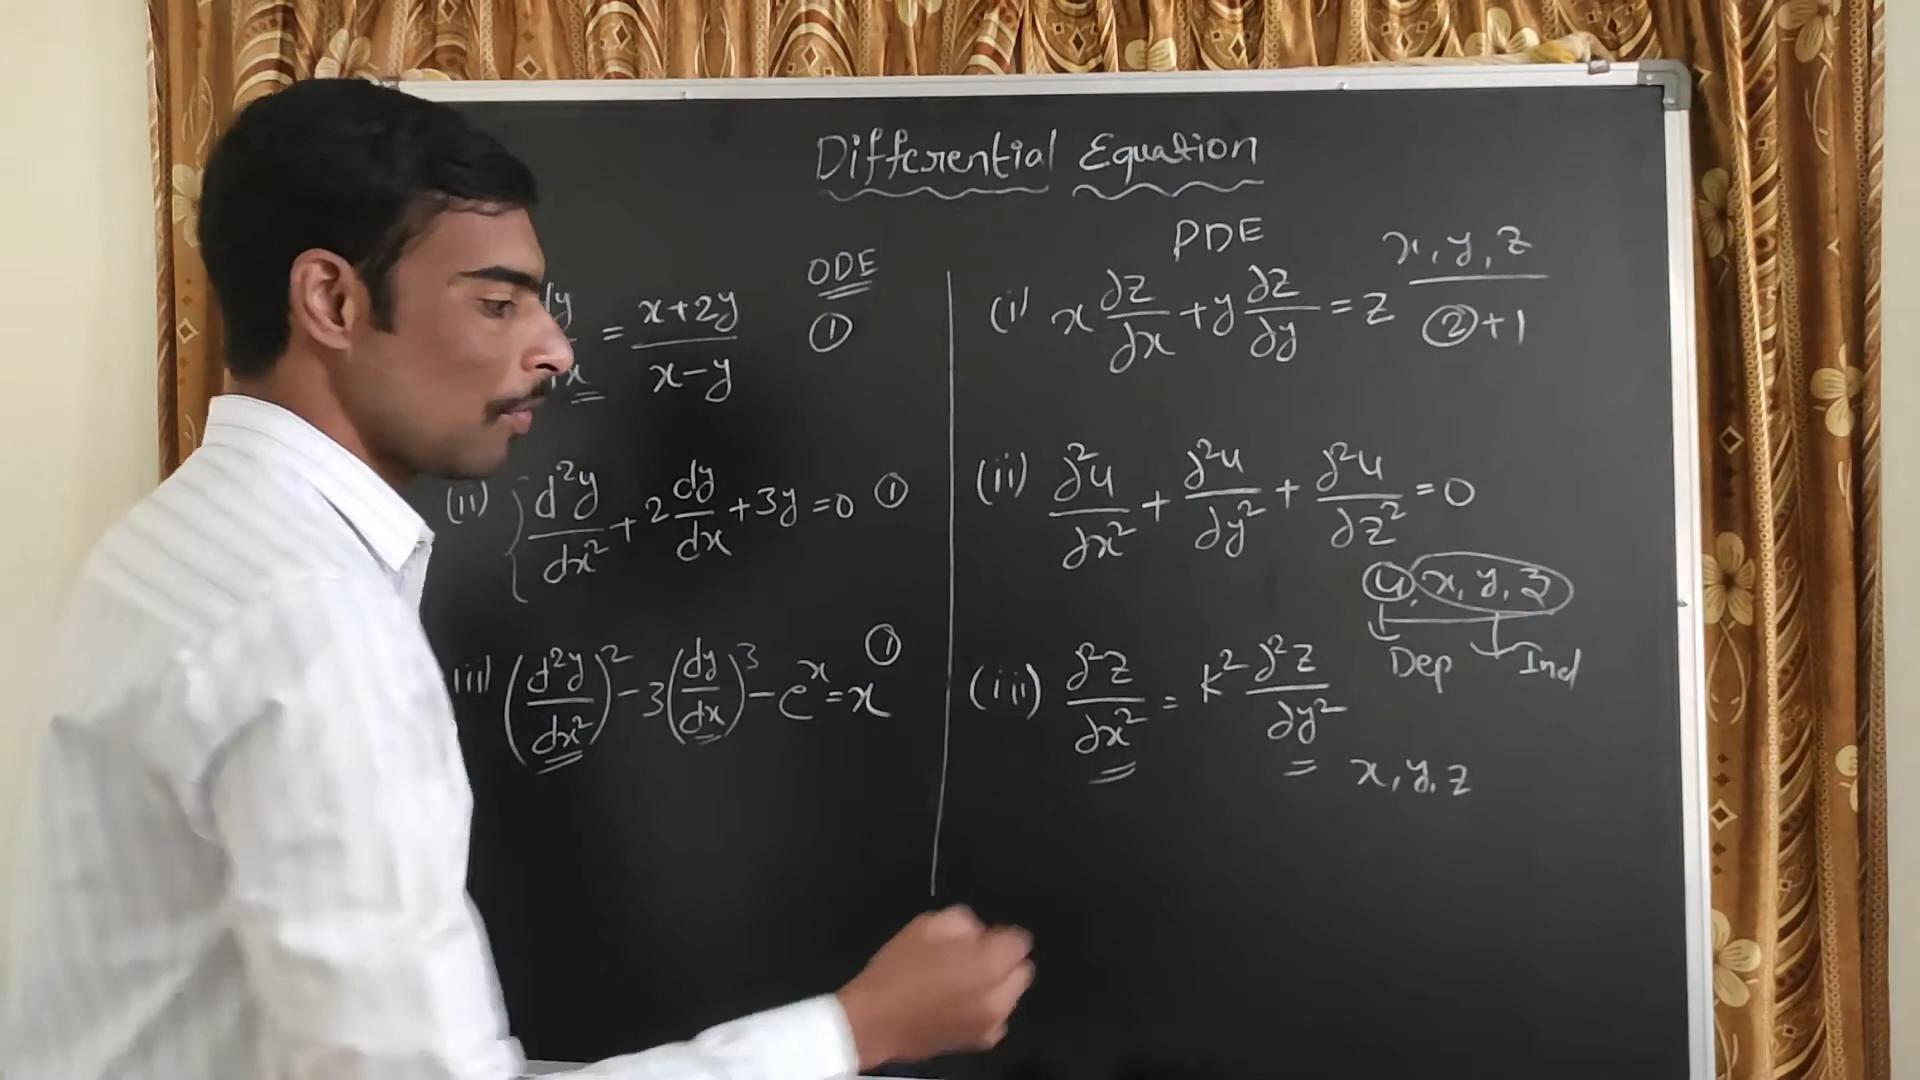 Differential Equation
ODE
dy/dx = (x+2y)/(x-y) ①
(ii) { d²y/dx² + 2 dy/dx + 3y = 0 ①
iii) (d²y/dx²)² - 3(dy/dx)³ - eˣ = x ①
PDE
(i) x ∂z/∂x + y ∂z/∂y = z
x, y, z
②+1
(ii) ∂²u/∂x² + ∂²u/∂y² + ∂²u/∂z² = 0
u, x, y, z
Dep Ind
(iii) ∂²z/∂x² = K² ∂²z/∂y²
x, y, z